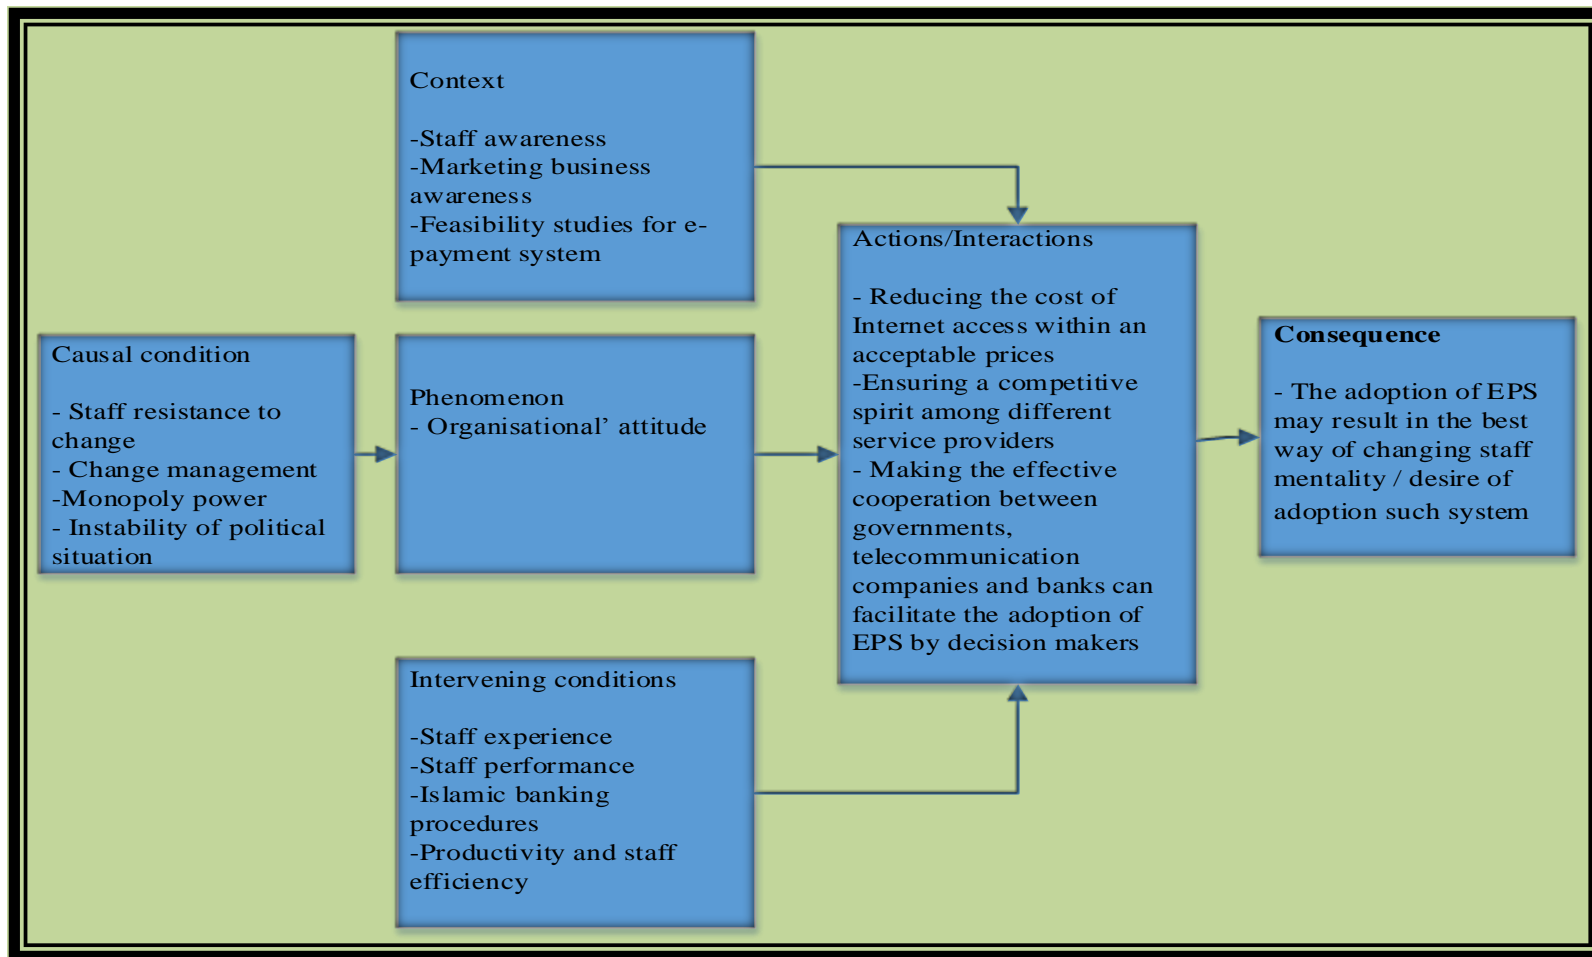 Context
-Staff awareness
-Marketing business
awareness
-Feasibility studies for e-
payment system
Causal condition
- Staff resistance to
change
- Change management
-Monopoly power
- Instability of political
situation
Phenomenon
- Organisational’ attitude
Intervening conditions
-Staff experience
-Staff performance
-Islamic banking
procedures
-Productivity and staff
efficiency
Actions/Interactions
- Reducing the cost of
Internet access within an
acceptable prices
-Ensuring a competitive
spirit among different
service providers
- Making the effective
cooperation between
governments,
telecommunication
companies and banks can
facilitate the adoption of
EPS by decision makers
Consequence
- The adoption of EPS
may result in the best
way of changing staff
mentality / desire of
adoption such system